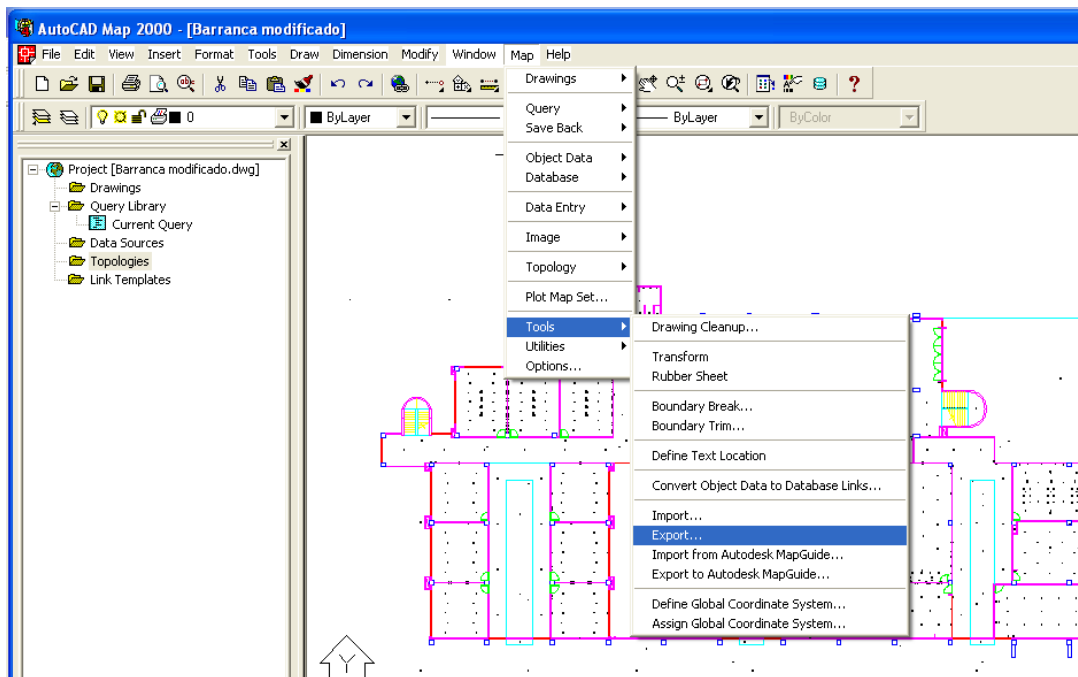 AutoCAD Map 2000 - [Barranca modificado]
File Edit View Insert Format Tools Draw Dimension Modify Window Map Help
0 ByLayer ByLayer ByColor
Project [Barranca modificado.dwg]
Drawings
Query Library
Current Query
Data Sources
Topologies
Link Templates
Drawings
Query
Save Back
Object Data
Database
Data Entry
Image
Topology
Plot Map Set...
Tools
Utilities
Options...
Drawing Cleanup...
Transform
Rubber Sheet
Boundary Break...
Boundary Trim...
Define Text Location
Convert Object Data to Database Links...
Import...
Export...
Import from Autodesk MapGuide...
Export to Autodesk MapGuide...
Define Global Coordinate System...
Assign Global Coordinate System...
Y